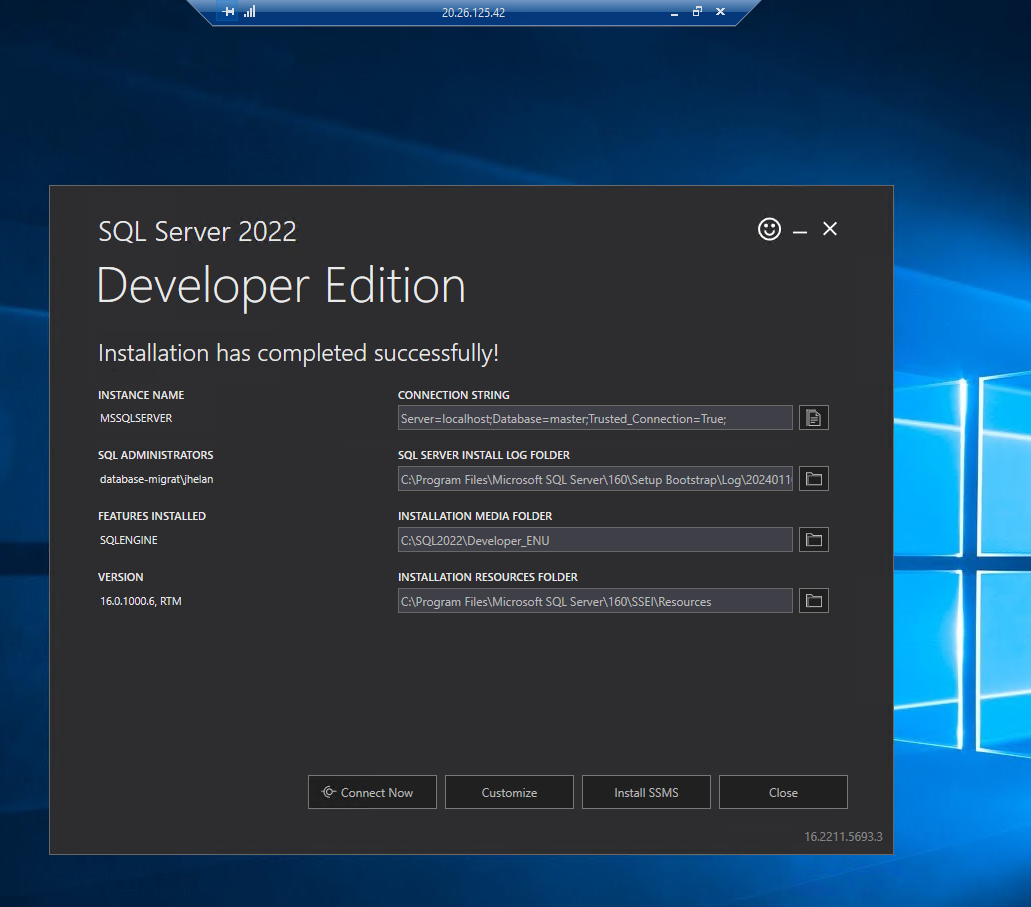 20.26.125.42
SQL Server 2022
Developer Edition
Installation has completed successfully!
INSTANCE NAME
MSSQLSERVER
CONNECTION STRING
Server=localhost;Database=master;Trusted_Connection=True;
SQL ADMINISTRATORS
database-migrat\jhelan
SQL SERVER INSTALL LOG FOLDER
C:\Program Files\Microsoft SQL Server\160\Setup Bootstrap\Log\2024011
FEATURES INSTALLED
SQLENGINE
INSTALLATION MEDIA FOLDER
C:\SQL2022\Developer_ENU
VERSION
16.0.1000.6, RTM
INSTALLATION RESOURCES FOLDER
C:\Program Files\Microsoft SQL Server\160\SSEI\Resources
Connect Now
Customize
Install SSMS
Close
16.2211.5693.3